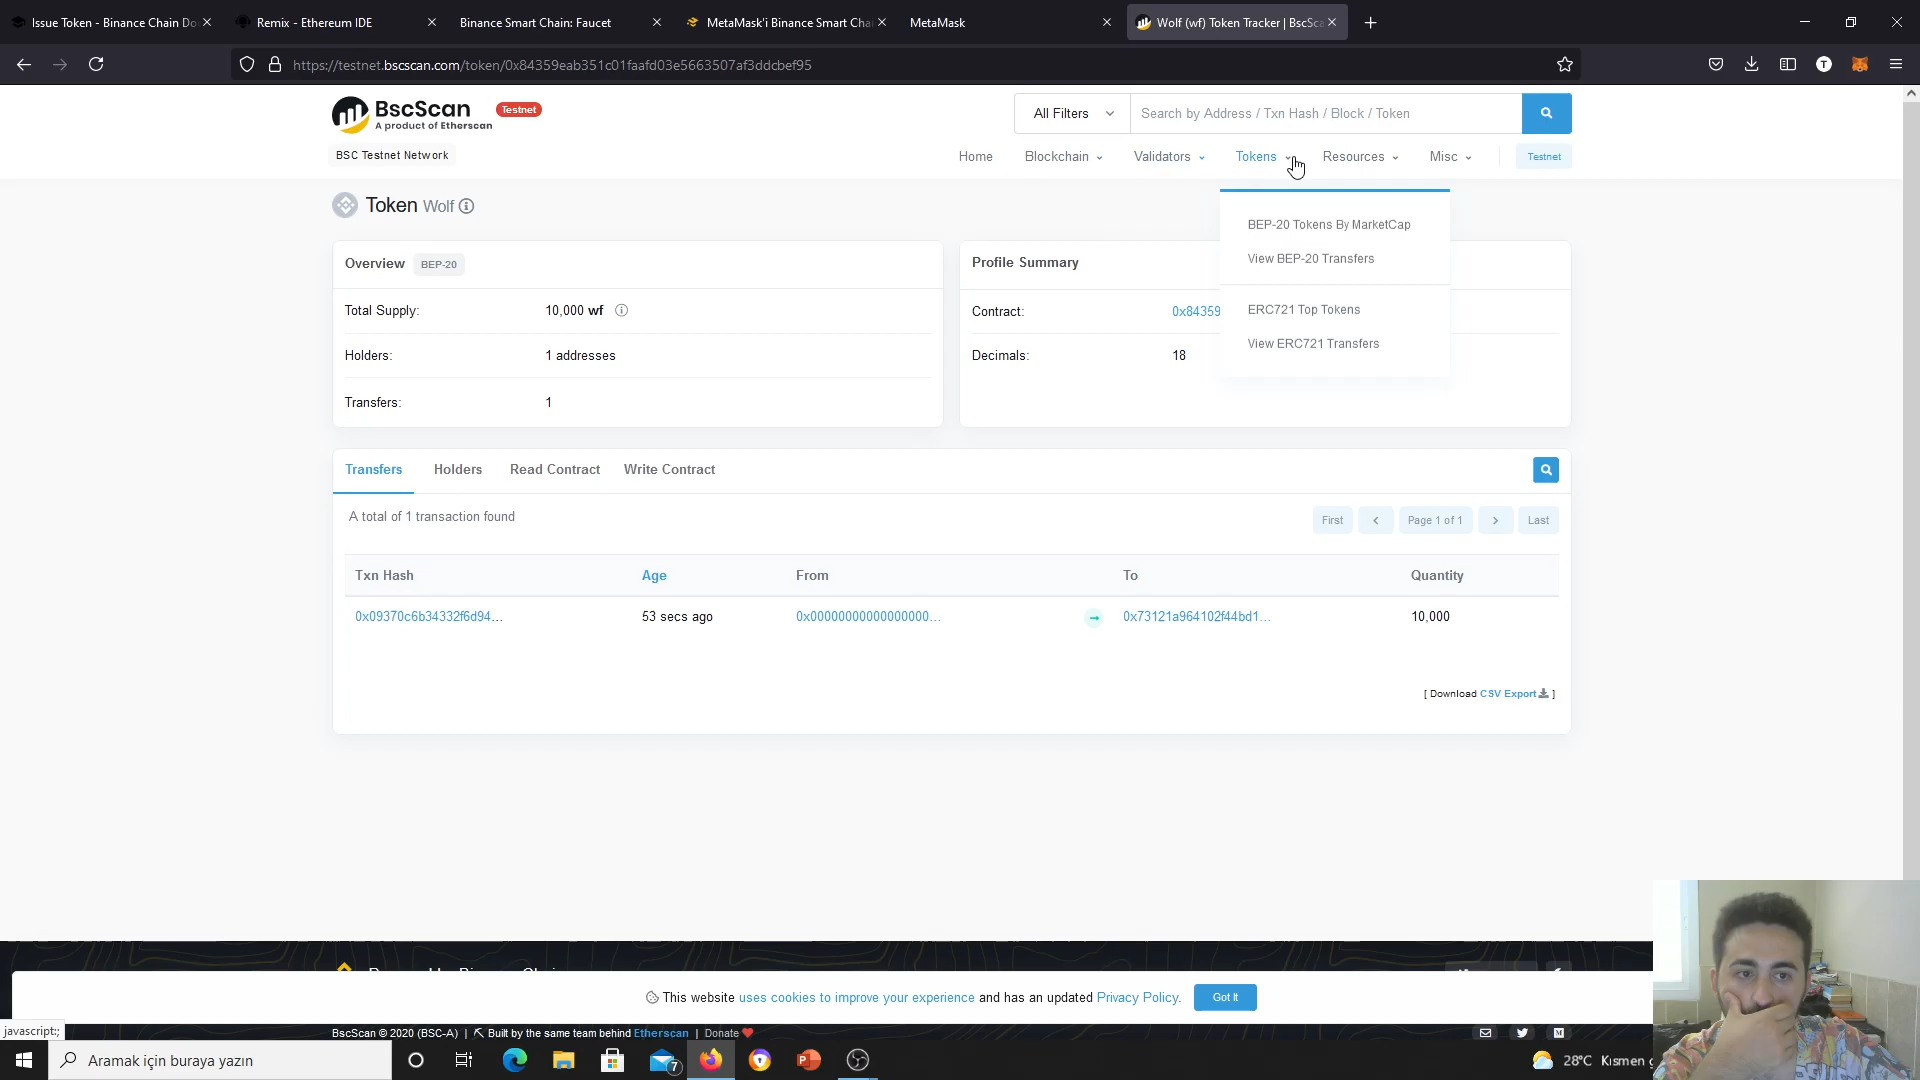 Issue Token - Binance Chain Do
Remix - Ethereum IDE
Binance Smart Chain: Faucet
MetaMask'i Binance Smart Cha
MetaMask
Wolf (wf) Token Tracker | BscSca
https://testnet.bscscan.com/token/0x84359eab351c01faafd03e5663507af3ddcbef95
T
BscScan
A product of Etherscan
Testnet
All Filters
Search by Address / Txn Hash / Block / Token
BSC Testnet Network
Home
Blockchain
Validators
Tokens
Resources
Misc
Testnet
BEP-20 Tokens By MarketCap
View BEP-20 Transfers
ERC721 Top Tokens
View ERC721 Transfers
Token Wolf
Overview BEP-20
Total Supply: 10,000 wf
Holders: 1 addresses
Transfers: 1
Profile Summary
Contract: 0x84359
Decimals: 18
Transfers
Holders
Read Contract
Write Contract
A total of 1 transaction found
First
Page 1 of 1
Last
Txn Hash Age From To Quantity
0x09370c6b34332f6d94... 53 secs ago 0x00000000000000000... 0x73121a964102f44bd1... 10,000
[ Download CSV Export ]
This website uses cookies to improve your experience and has an updated Privacy Policy.
Got It
javascript:;
BscScan © 2020 (BSC-A) | Built by the same team behind Etherscan | Donate
Aramak için buraya yazın
7
28°C Kısmen